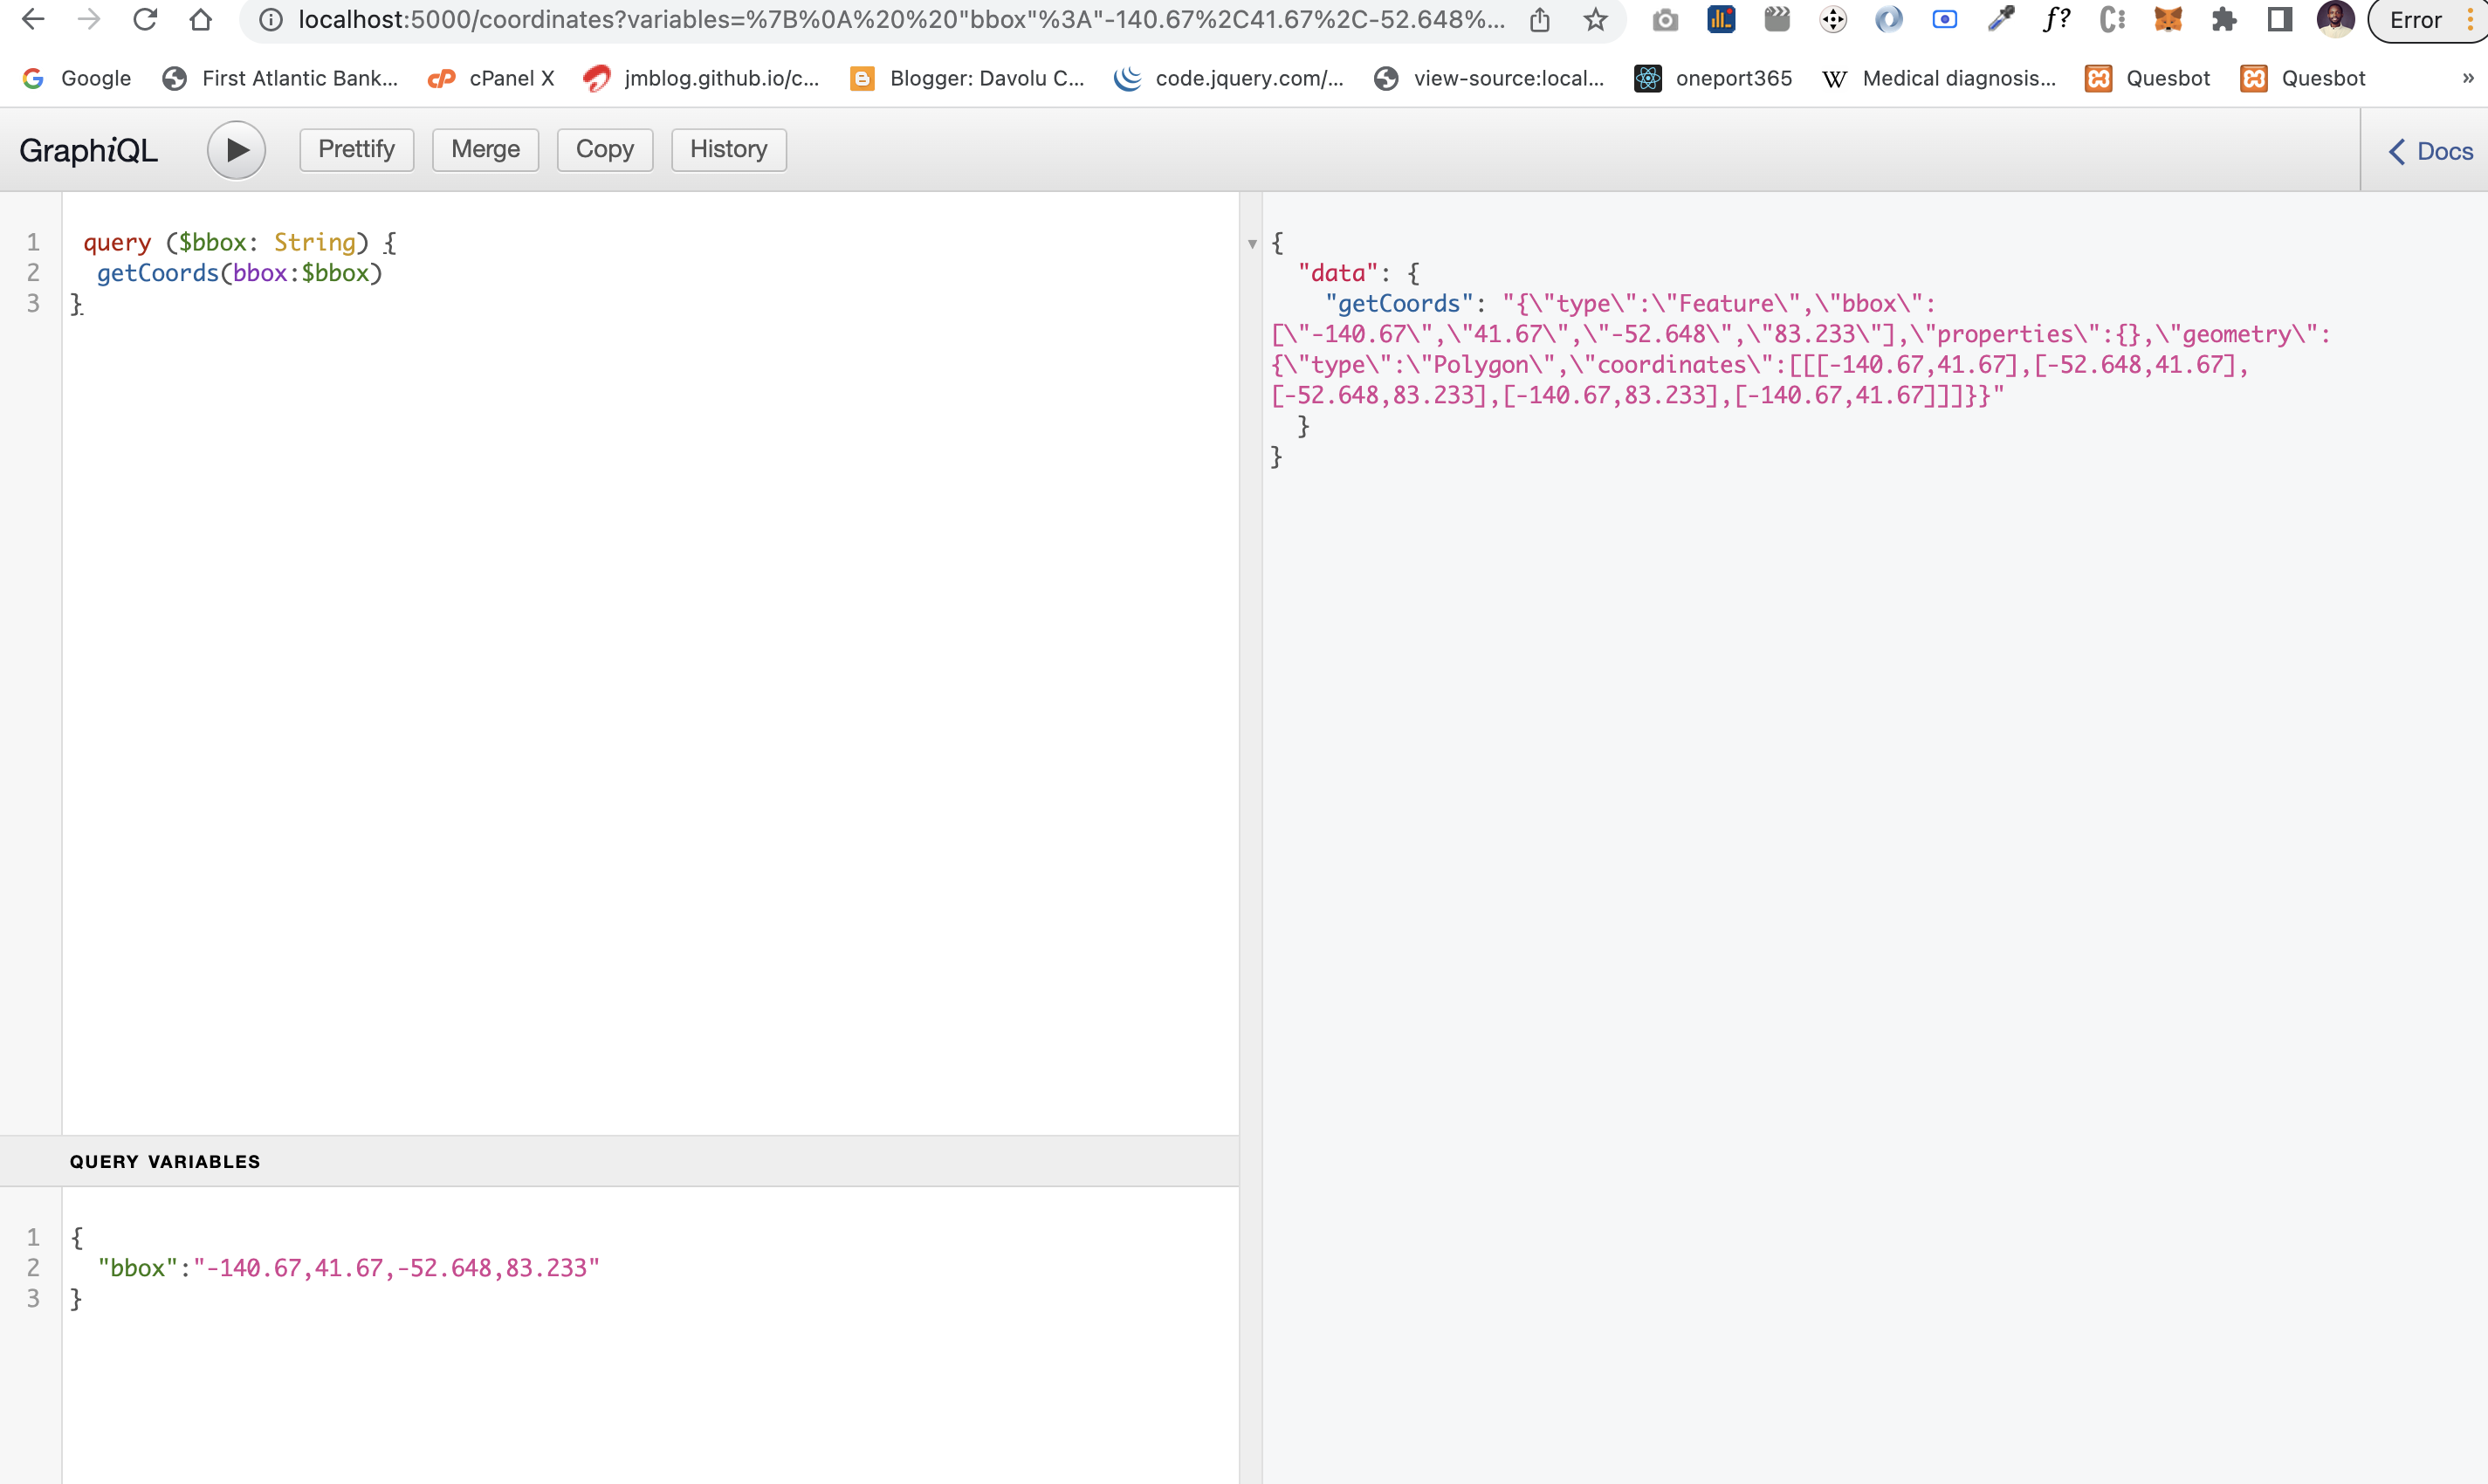 localhost:5000/coordinates?variables=%7B%0A%20%20"bbox"%3A"-140.67%2C41.67%2C-52.648%... f? C Error
Google First Atlantic Bank... cP cPanel X jmblog.github.io/c... Blogger: Davolu C... code.jquery.com/... view-source:local... oneport365 W Medical diagnosis... Quesbot Quesbot »
GraphiQL Prettify Merge Copy History Docs
1 query ($bbox: String) {
2 getCoords(bbox:$bbox)
3 }
{
"data": {
"getCoords": "{\"type\":\"Feature\",\"bbox\":
[\"-140.67\",\"41.67\",\"-52.648\",\"83.233\"],\"properties\":{},\"geometry\":
{\"type\":\"Polygon\",\"coordinates\":[[[-140.67,41.67],[-52.648,41.67],
[-52.648,83.233],[-140.67,83.233],[-140.67,41.67]]]}}"
}
}
QUERY VARIABLES
1 {
2 "bbox":"-140.67,41.67,-52.648,83.233"
3 }